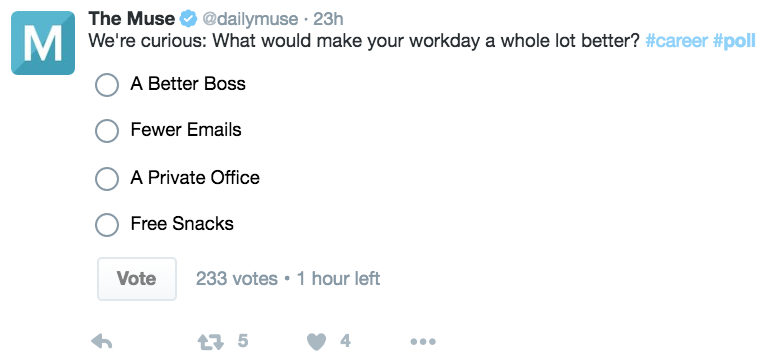 M
The Muse @dailymuse · 23h
We're curious: What would make your workday a whole lot better? #career #poll
A Better Boss
Fewer Emails
A Private Office
Free Snacks
Vote 233 votes • 1 hour left
5 4